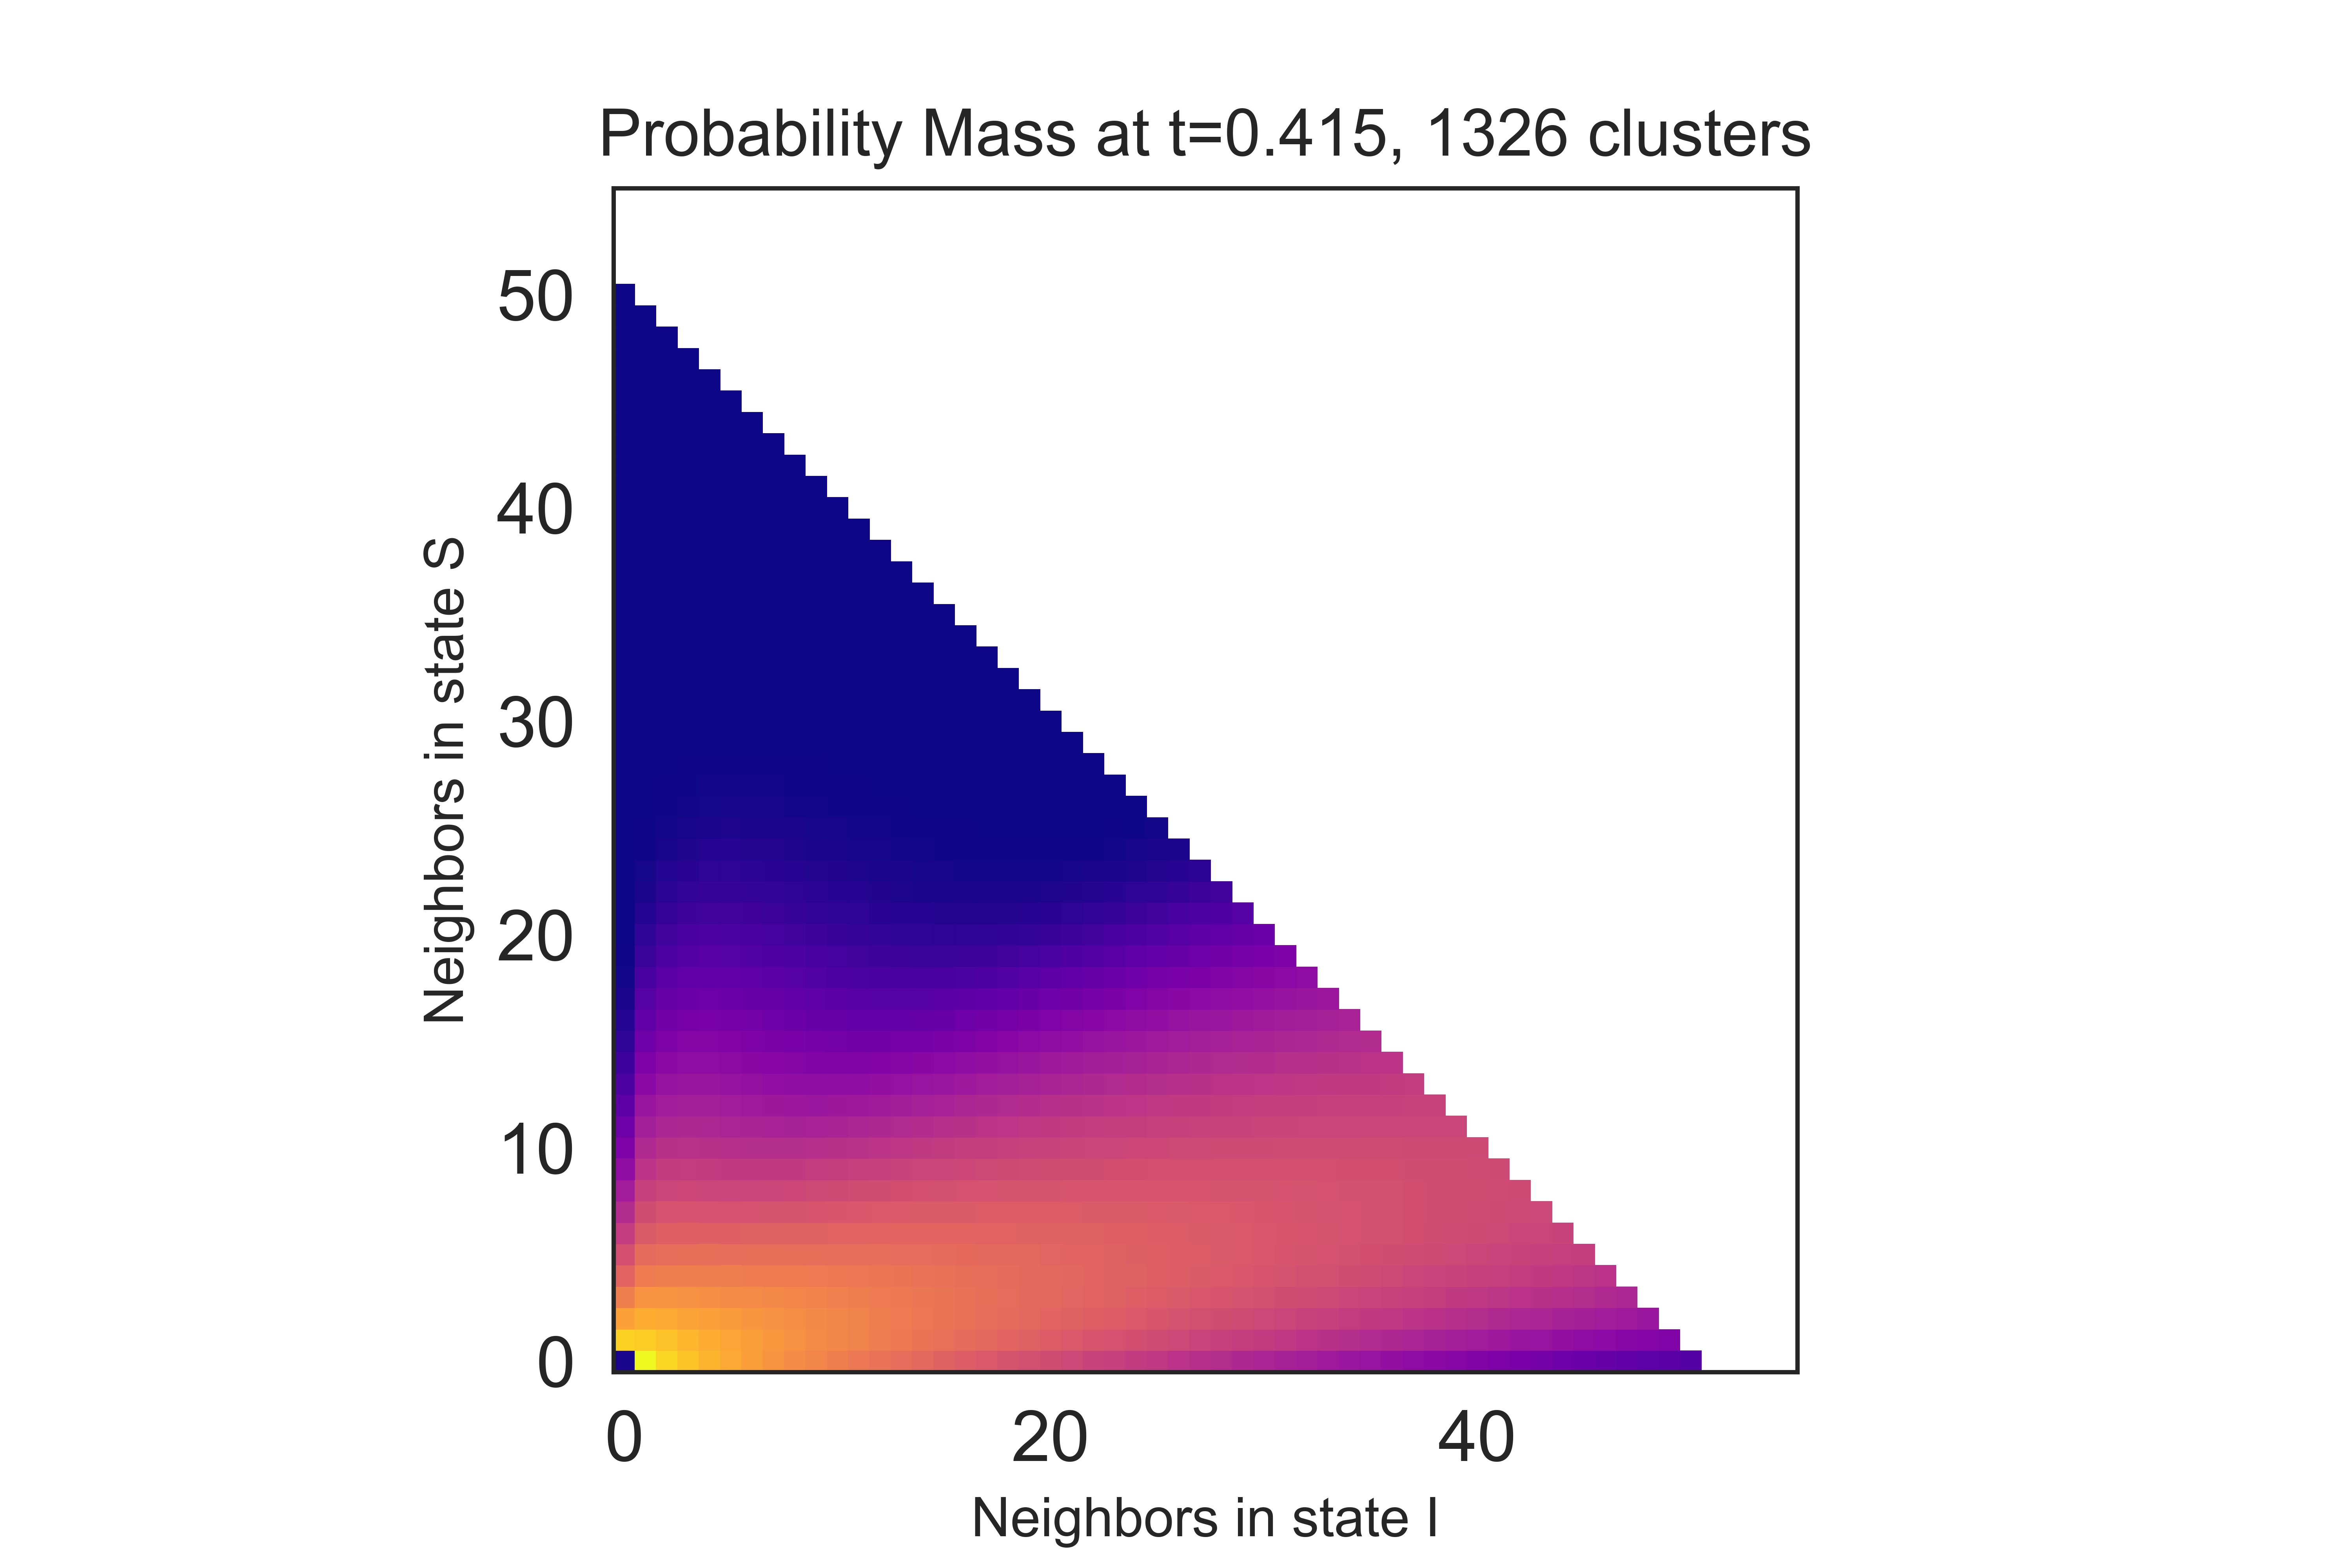 Probability Mass at t=0.415, 1326 clusters
50
40
30
20
10
0
Neighbors in state S
0 20 40
Neighbors in state I